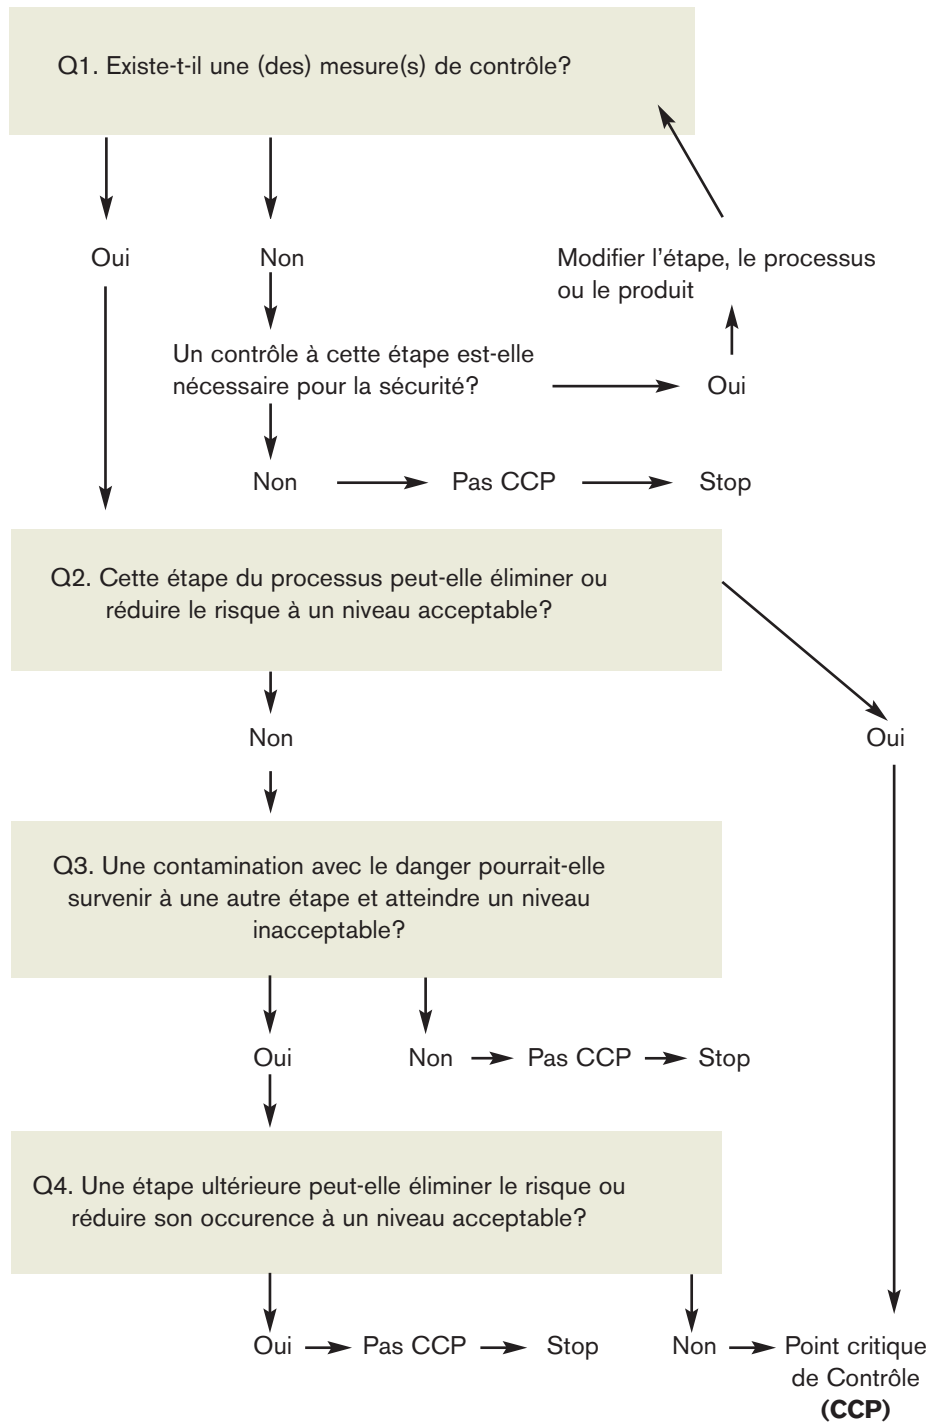 Q1. Existe-t-il une (des) mesure(s) de contrôle?
Oui
Non
Modifier l'étape, le processus
ou le produit
Un contrôle à cette étape est-elle
nécessaire pour la sécurité?
Oui
Non
Pas CCP
Stop
Q2. Cette étape du processus peut-elle éliminer ou
réduire le risque à un niveau acceptable?
Non
Oui
Q3. Une contamination avec le danger pourrait-elle
survenir à une autre étape et atteindre un niveau
inacceptable?
Oui
Non
Pas CCP
Stop
Q4. Une étape ultérieure peut-elle éliminer le risque ou
réduire son occurence à un niveau acceptable?
Oui
Pas CCP
Stop
Non
Point critique
de Contrôle
(CCP)